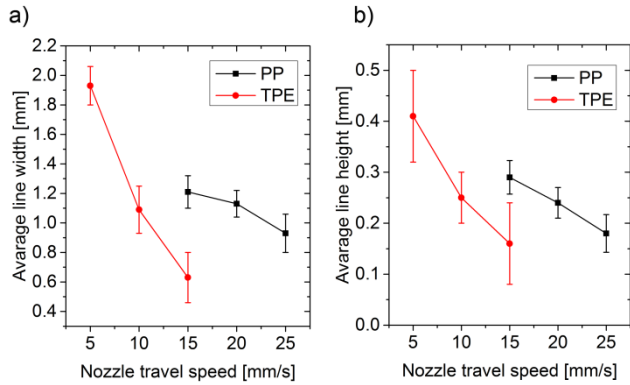 a)
2.2
2.0
1.8
1.6
1.4
1.2
1.0
0.8
0.6
0.4
Avarage line width [mm]
PP
TPE
5 10 15 20 25
Nozzle travel speed [mm/s]
b)
0.5
0.4
0.3
0.2
0.1
0.0
Avarage line height [mm]
PP
TPE
5 10 15 20 25
Nozzle travel speed [mm/s]